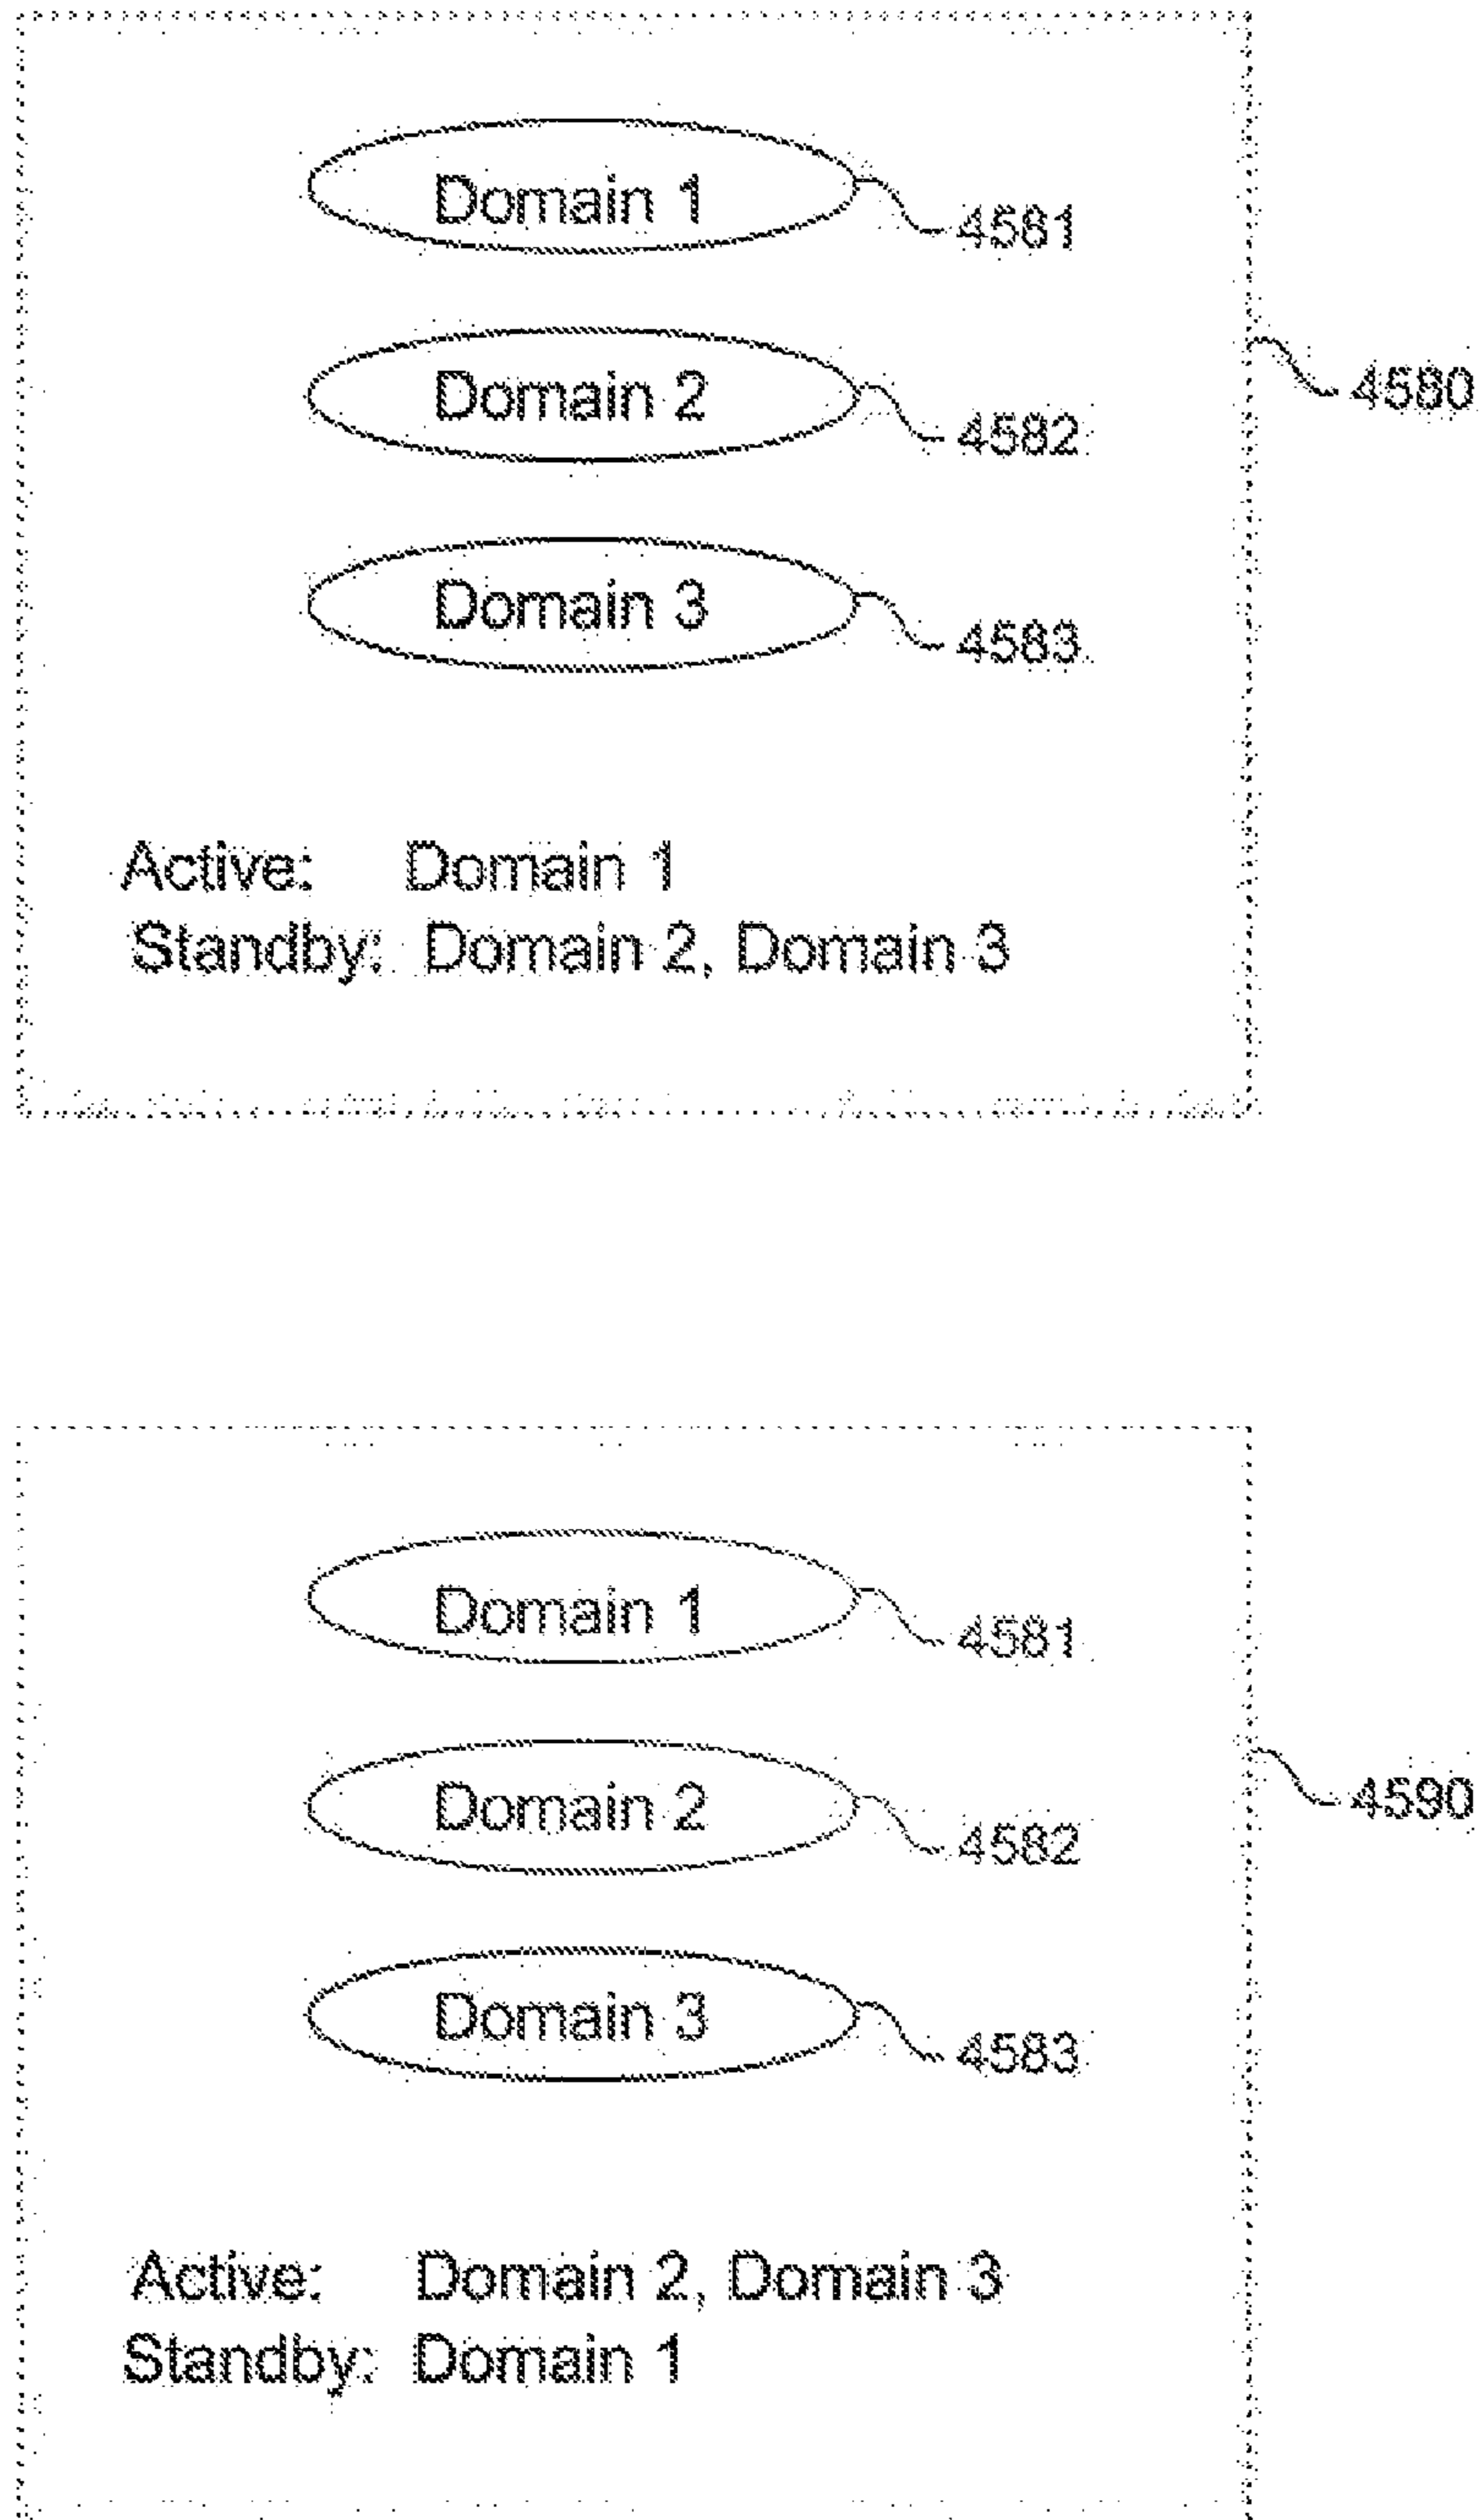 Domain 1
4581
Domain 2
4582
4580
Domain 3
4583
Active: Domain 1
Standby: Domain 2, Domain 3
Domain 1
4581
Domain 2
4582
4590
Domain 3
4583
Active: Domain 2, Domain 3
Standby: Domain 1